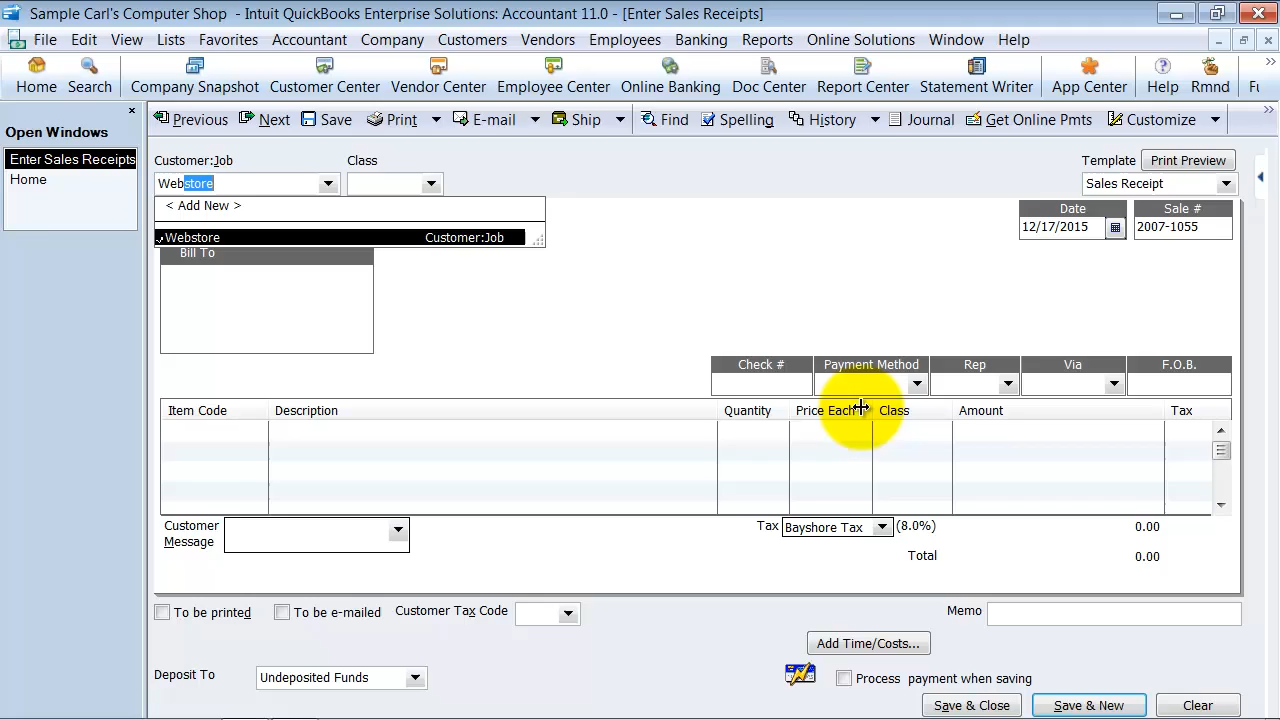 Sample Carl's Computer Shop - Intuit QuickBooks Enterprise Solutions: Accountant 11.0 - [Enter Sales Receipts]
File Edit View Lists Favorites Accountant Company Customers Vendors Employees Banking Reports Online Solutions Window Help
Home Search Company Snapshot Customer Center Vendor Center Employee Center Online Banking Doc Center Report Center Statement Writer App Center Help Rmnd
Open Windows
Enter Sales Receipts
Home
Previous Next Save Print E-mail Ship Find Spelling History Journal Get Online Pmts Customize
Customer:Job Class Template Print Preview
Webstore Sales Receipt
< Add New >
Webstore Customer:Job
Date Sale #
12/17/2015 2007-1055
Bill To
Check # Payment Method Rep Via F.O.B.
Item Code Description Quantity Price Each Class Amount Tax
Customer Message Tax Bayshore Tax (8.0%) 0.00
Total 0.00
To be printed To be e-mailed Customer Tax Code Memo
Add Time/Costs...
Deposit To Undeposited Funds Process payment when saving
Save & Close Save & New Clear